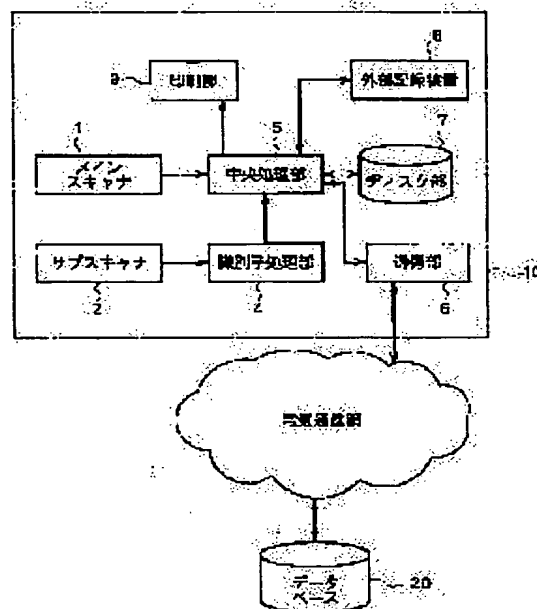 8
9
印刷部
外部記録装置
1
5
7
メイン
スキャナ
中央処理部
ディスク部
サブスキャナ
識別子処理部
通信部
10
2
6
データ
ベース
20